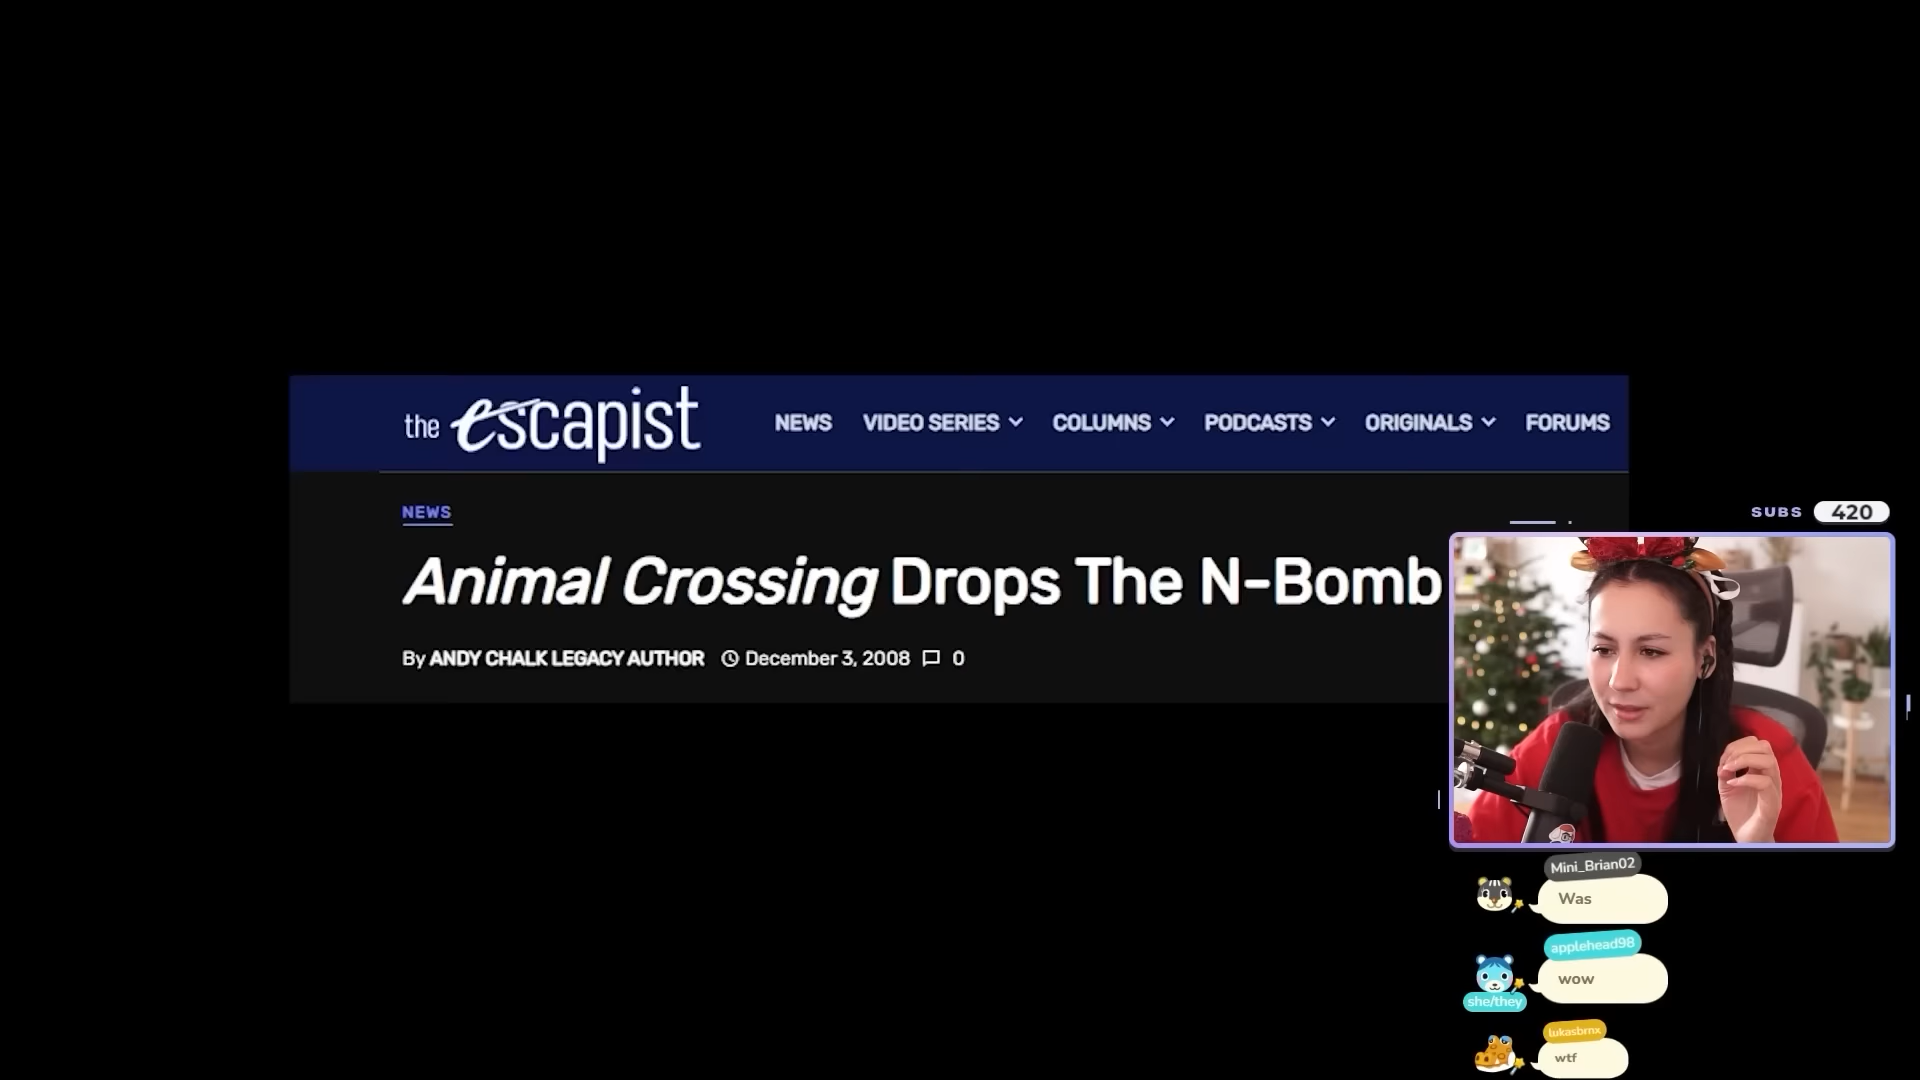 the escapist NEWS VIDEO SERIES COLUMNS PODCASTS ORIGINALS FORUMS
NEWS
Animal Crossing Drops The N-Bomb
By ANDY CHALK LEGACY AUTHOR December 3, 2008 0
SUBS 420
Mini_Brian02
Was
applehead98
wow
she/they
lukasbrnx
wtf